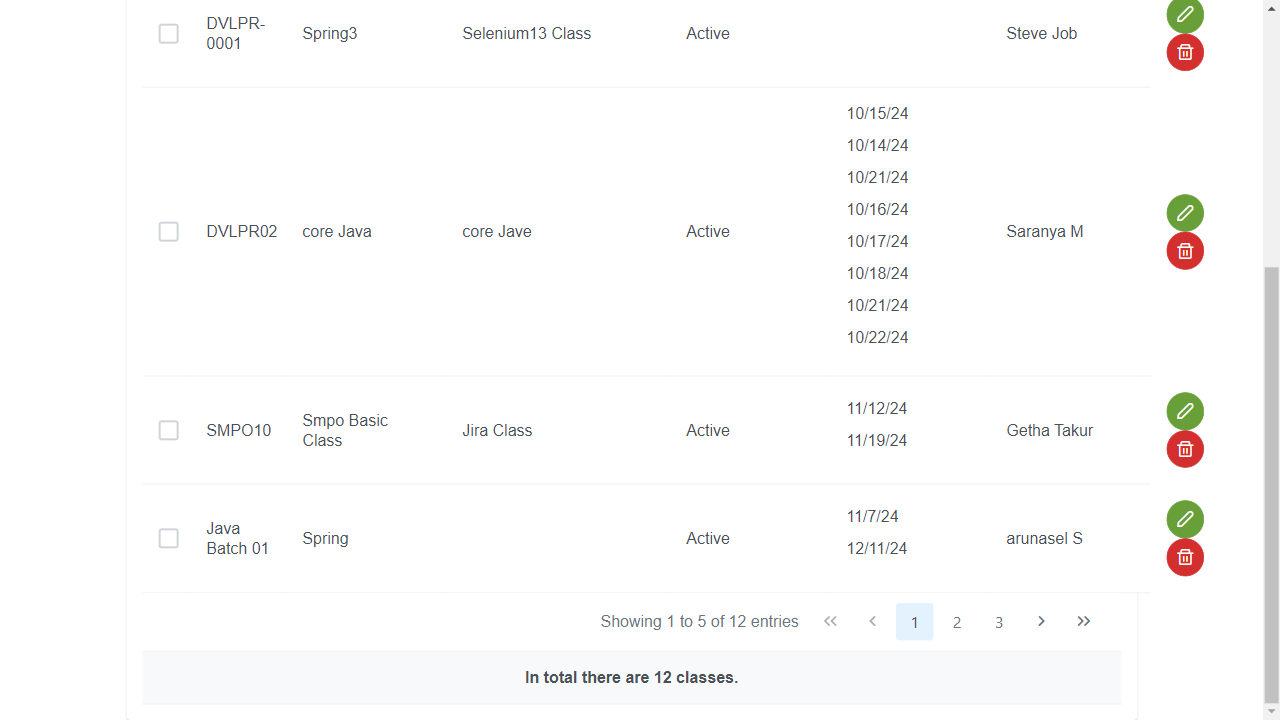 DVLPR-
0001
Spring3
Selenium13 Class
Active
Steve Job
DVLPR02
core Java
core Jave
Active
10/15/24
10/14/24
10/21/24
10/16/24
10/17/24
10/18/24
10/21/24
10/22/24
Saranya M
SMPO10
Smpo Basic
Class
Jira Class
Active
11/12/24
11/19/24
Getha Takur
Java
Batch 01
Spring
Active
11/7/24
12/11/24
arunasel S
Showing 1 to 5 of 12 entries
1
2
3
In total there are 12 classes.